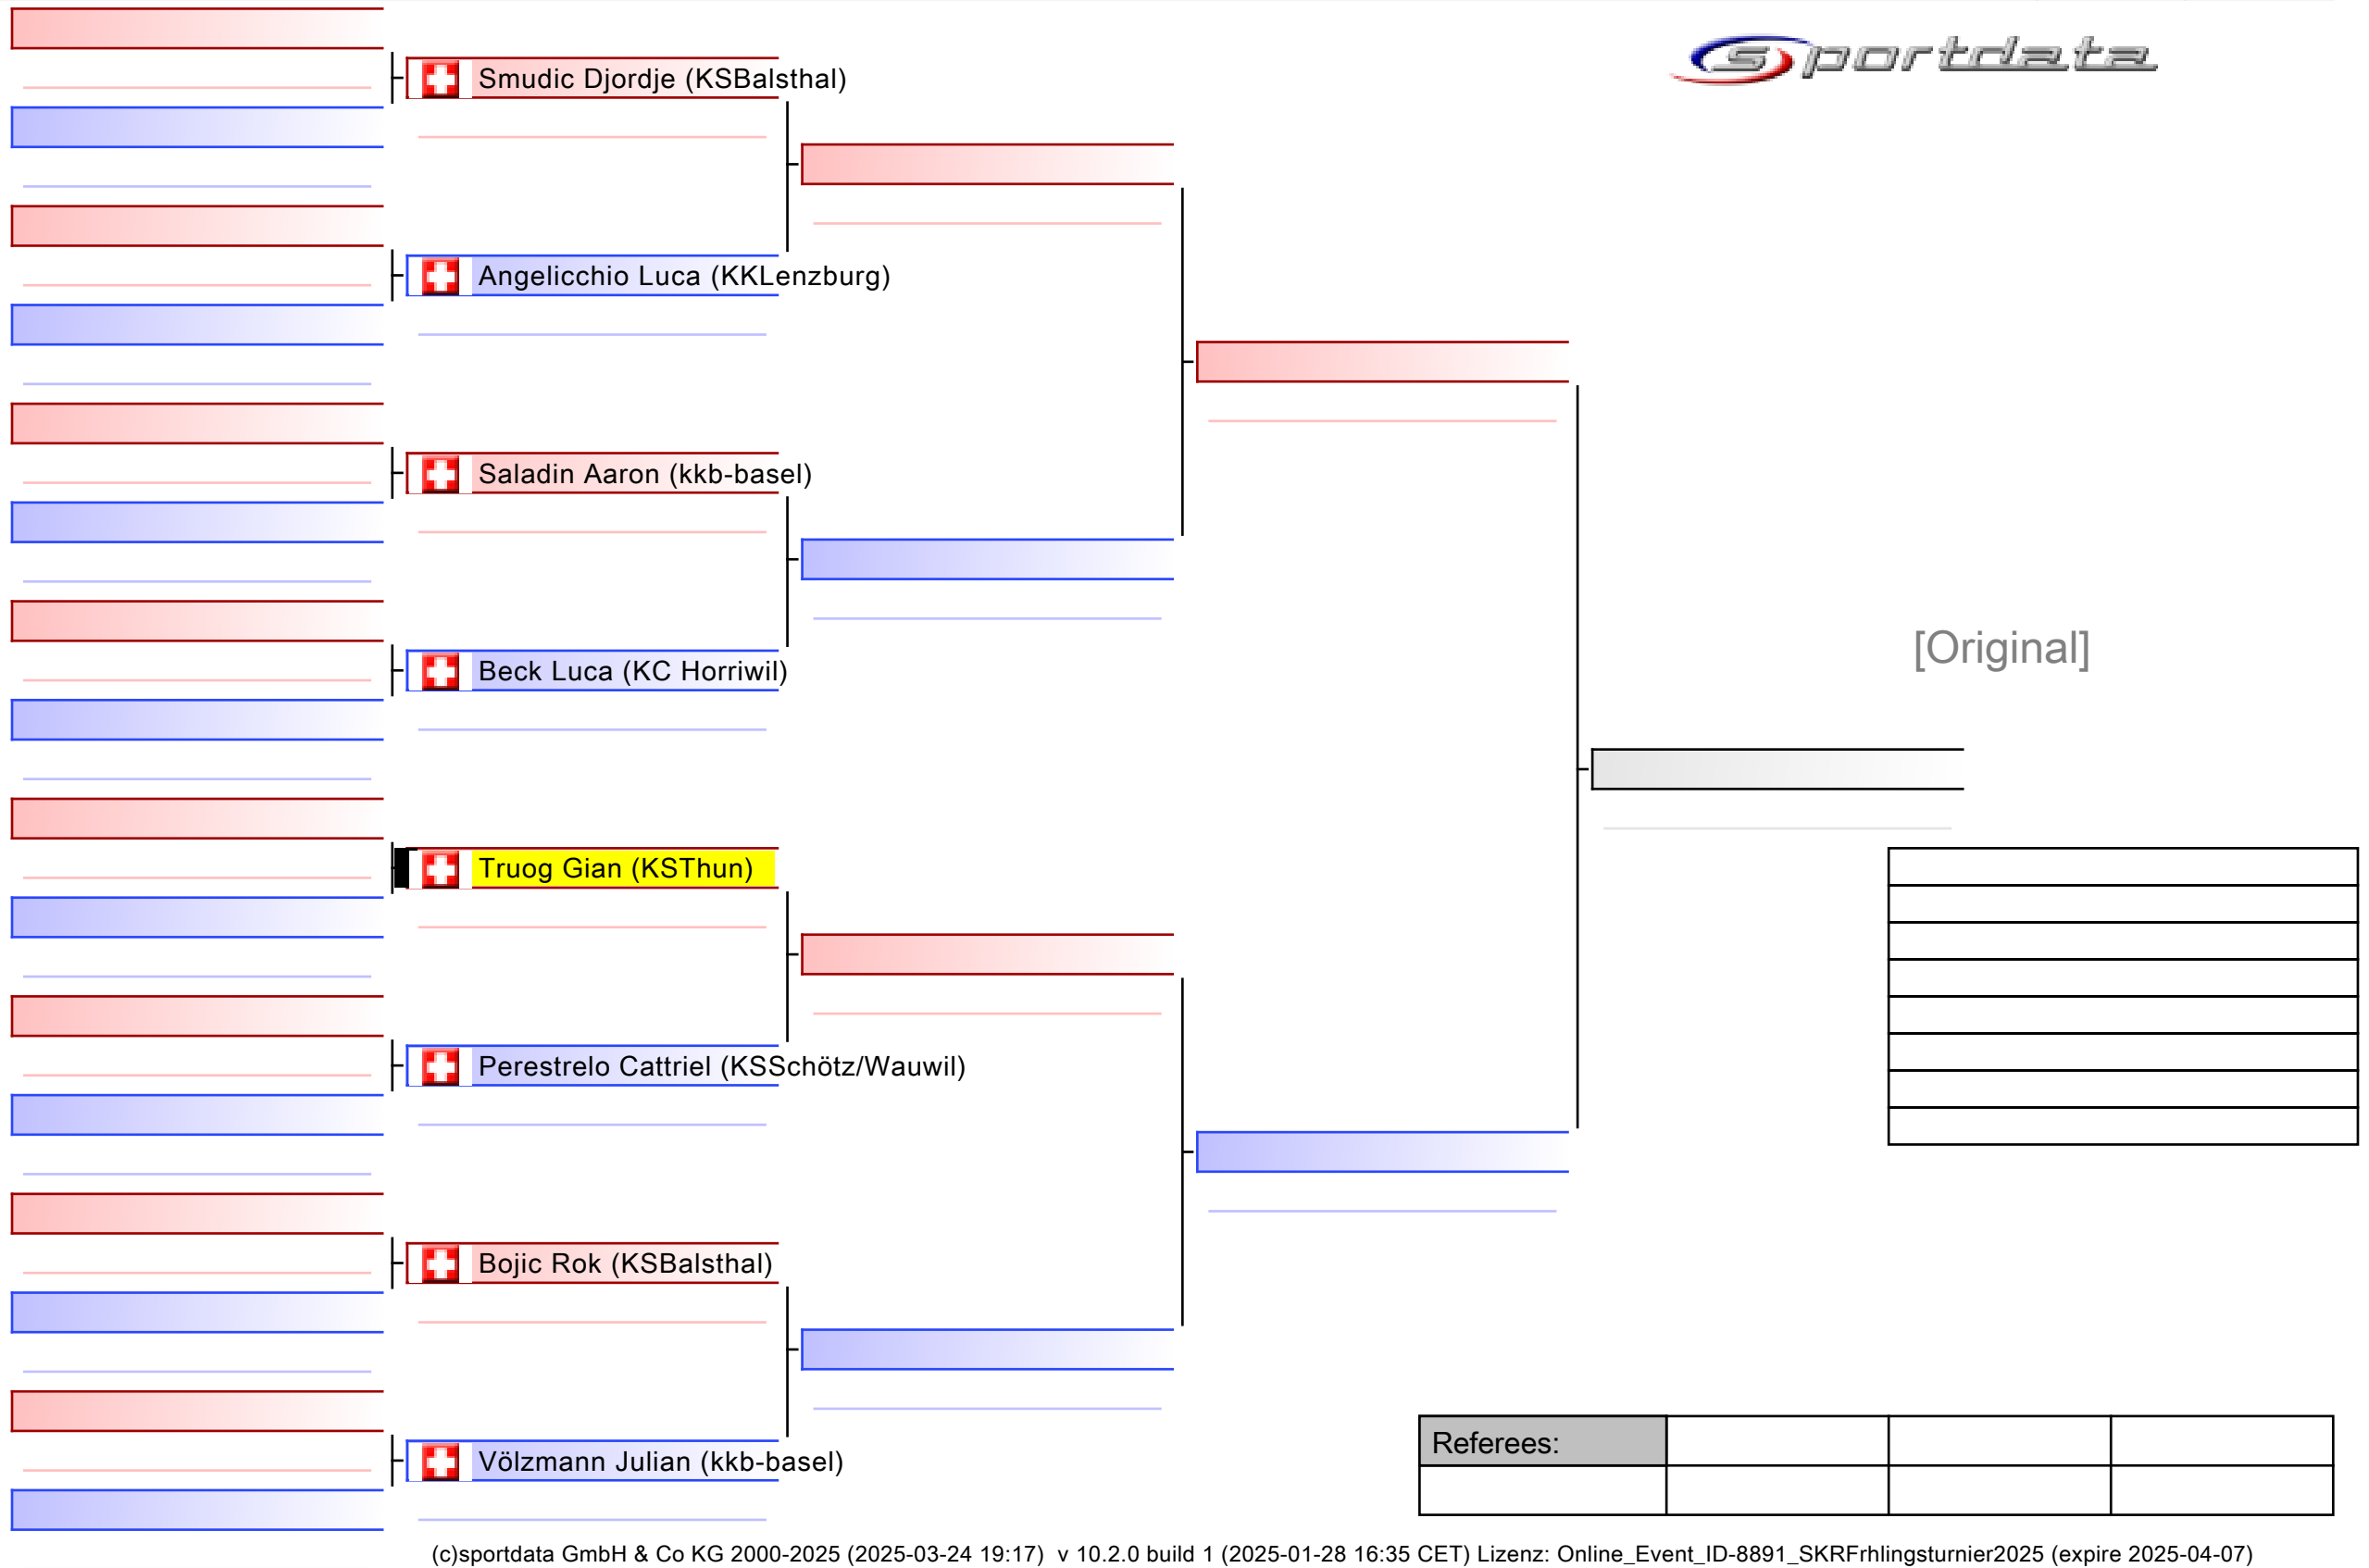 sportdata
Smudic Djordje (KSBalsthal)
Angelicchio Luca (KKLenzburg)
Saladin Aaron (kkb-basel)
Beck Luca (KC Horriwil)
[Original]
Truog Gian (KSThun)
Perestrelo Cattriel (KSSchötz/Wauwil)
Bojic Rok (KSBalsthal)
Völzmann Julian (kkb-basel)
Referees:
(c)sportdata GmbH & Co KG 2000-2025 (2025-03-24 19:17) v 10.2.0 build 1 (2025-01-28 16:35 CET) Lizenz: Online_Event_ID-8891_SKRFrhlingsturnier2025 (expire 2025-04-07)